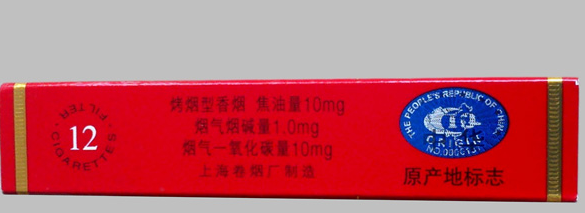 FILTER
12
CIGARETTES
烤烟型香烟 焦油量10mg
烟气烟碱量1.0mg
烟气一氧化碳量10mg
上海卷烟厂制造
THE PEOPLE'S REPUBLIC OF CHINA
ORIGIN
原产地标志